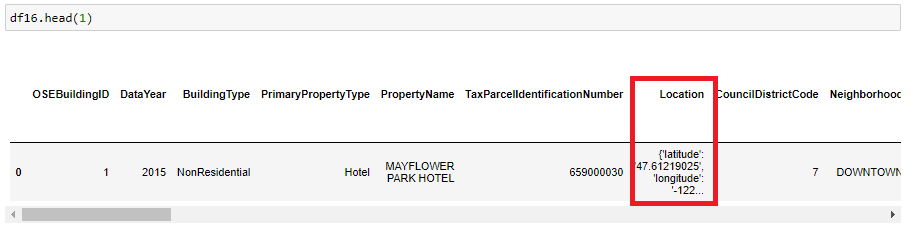 df16.head(1)
OSEBuildingID DataYear BuildingType PrimaryPropertyType PropertyName TaxParcelIdentificationNumber Location CouncilDistrictCode Neighborhood
0 1 2015 NonResidential Hotel MAYFLOWER PARK HOTEL 659000030 {'latitude': '47.61219025', 'longitude': '-122... 7 DOWNTOWN